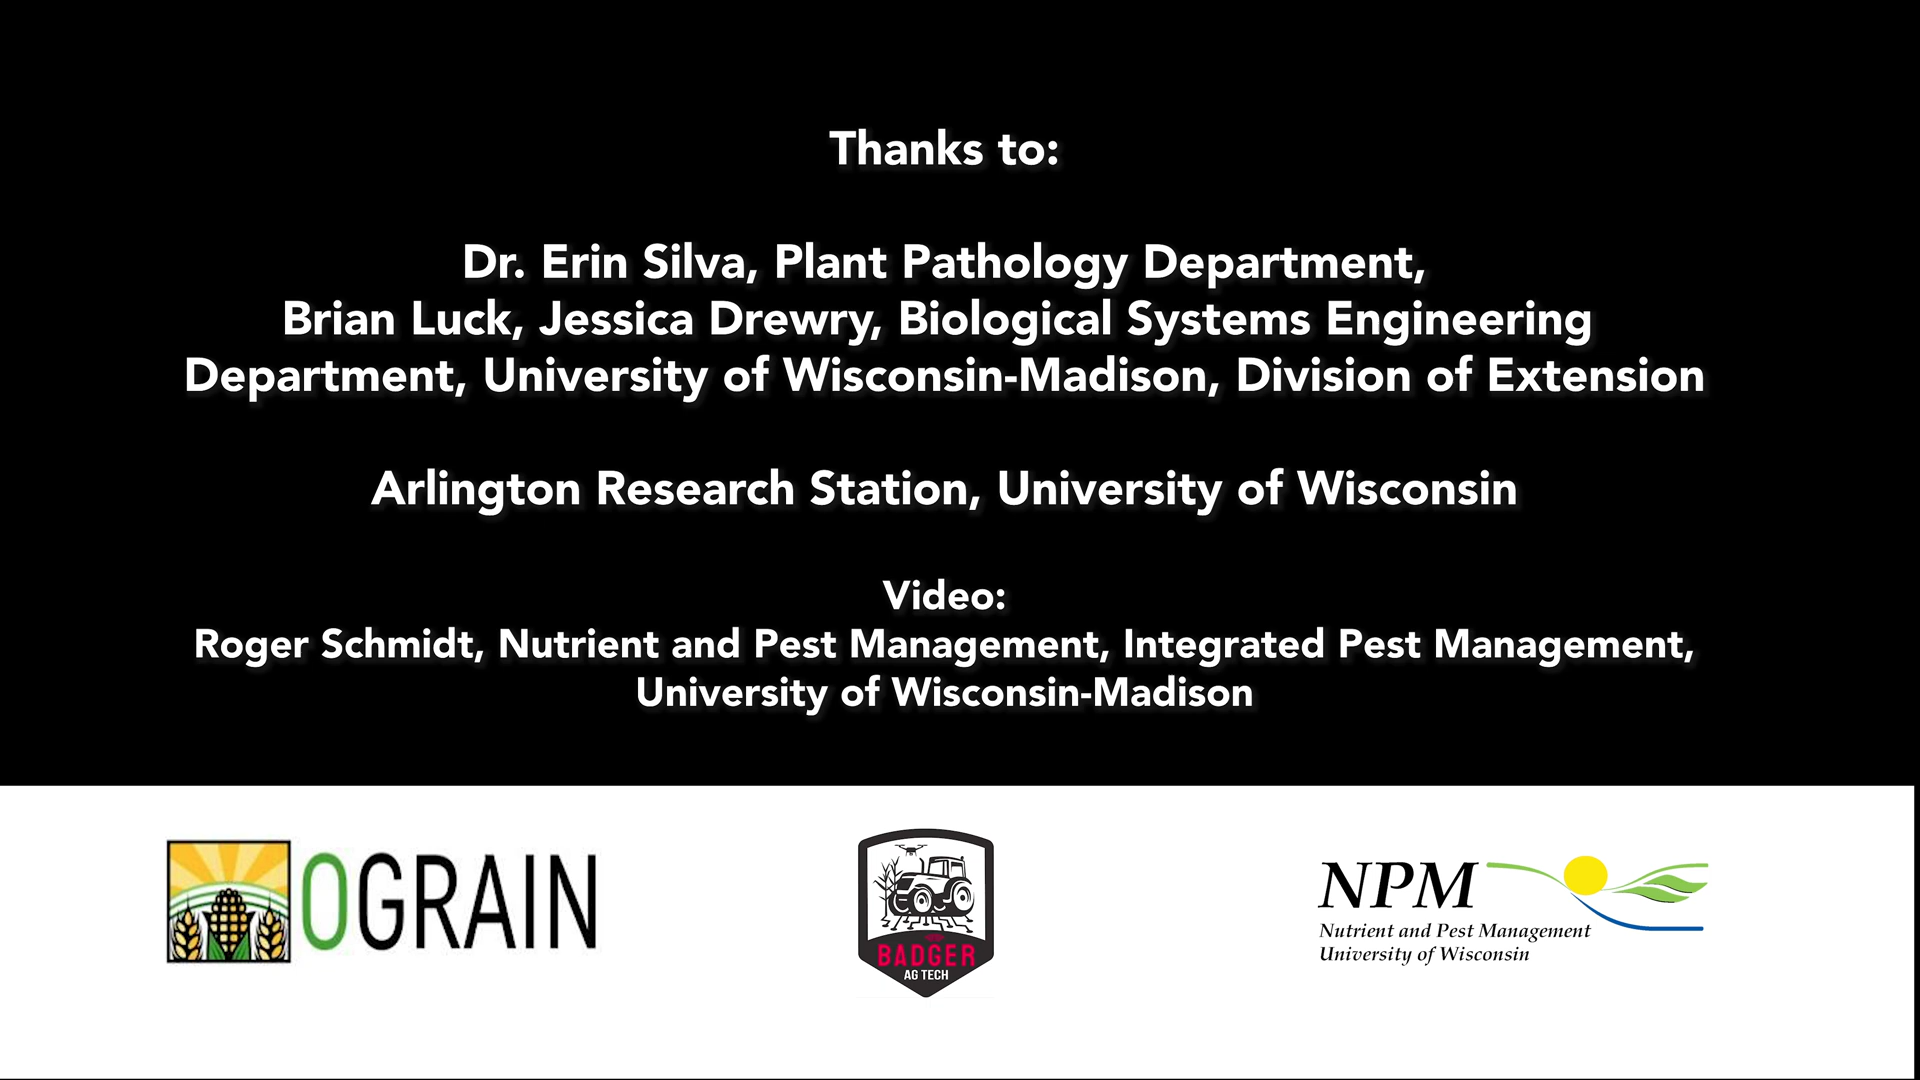 Thanks to:
Dr. Erin Silva, Plant Pathology Department,
Brian Luck, Jessica Drewry, Biological Systems Engineering
Department, University of Wisconsin-Madison, Division of Extension
Arlington Research Station, University of Wisconsin
Video:
Roger Schmidt, Nutrient and Pest Management, Integrated Pest Management,
University of Wisconsin-Madison
OGRAIN
BADGER
AG TECH
NPM
Nutrient and Pest Management
University of Wisconsin